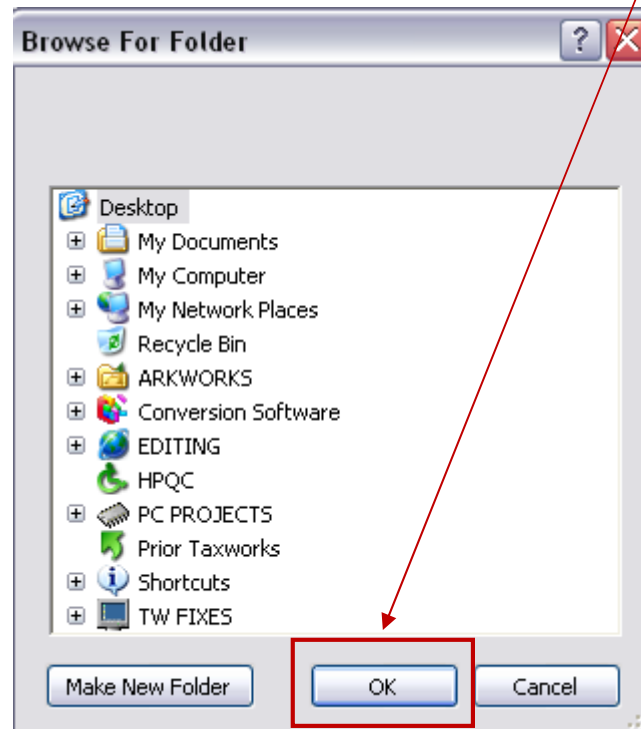 Browse For Folder
Desktop
My Documents
My Computer
My Network Places
Recycle Bin
ARKWORKS
Conversion Software
EDITING
HPQC
PC PROJECTS
Prior Taxworks
Shortcuts
TW FIXES
Make New Folder OK Cancel